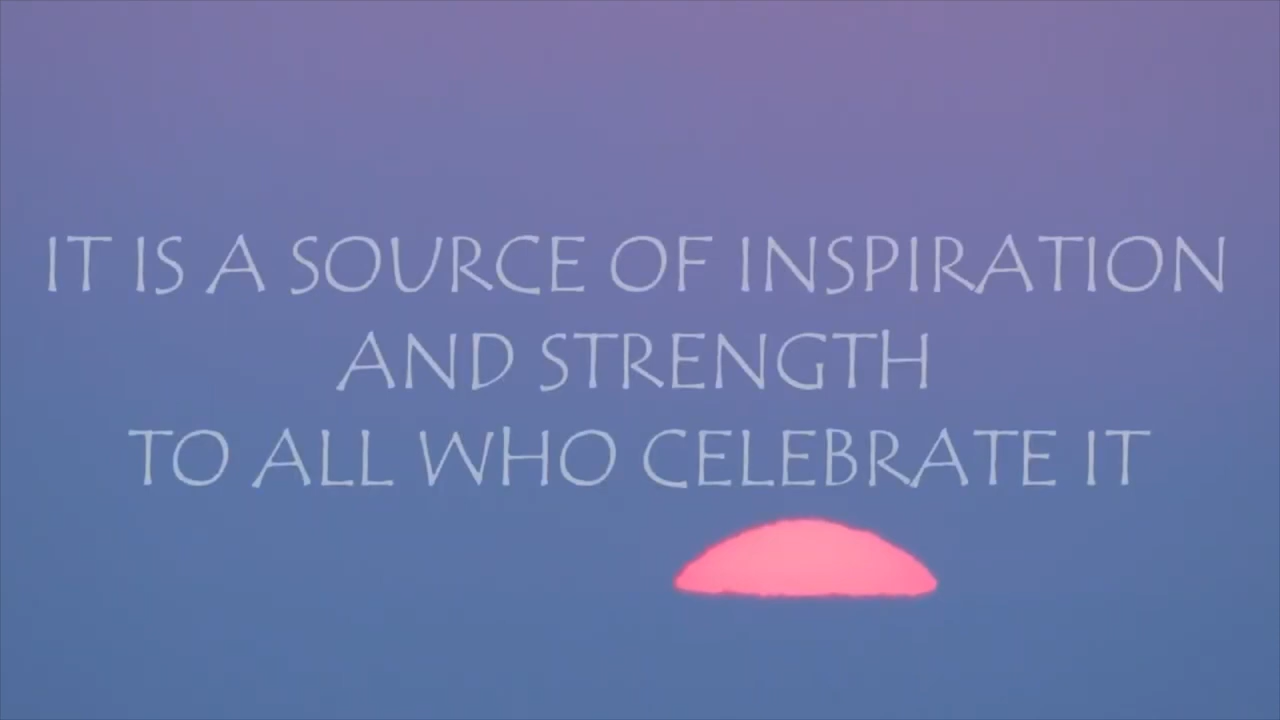 IT IS A SOURCE OF INSPIRATION
AND STRENGTH
TO ALL WHO CELEBRATE IT